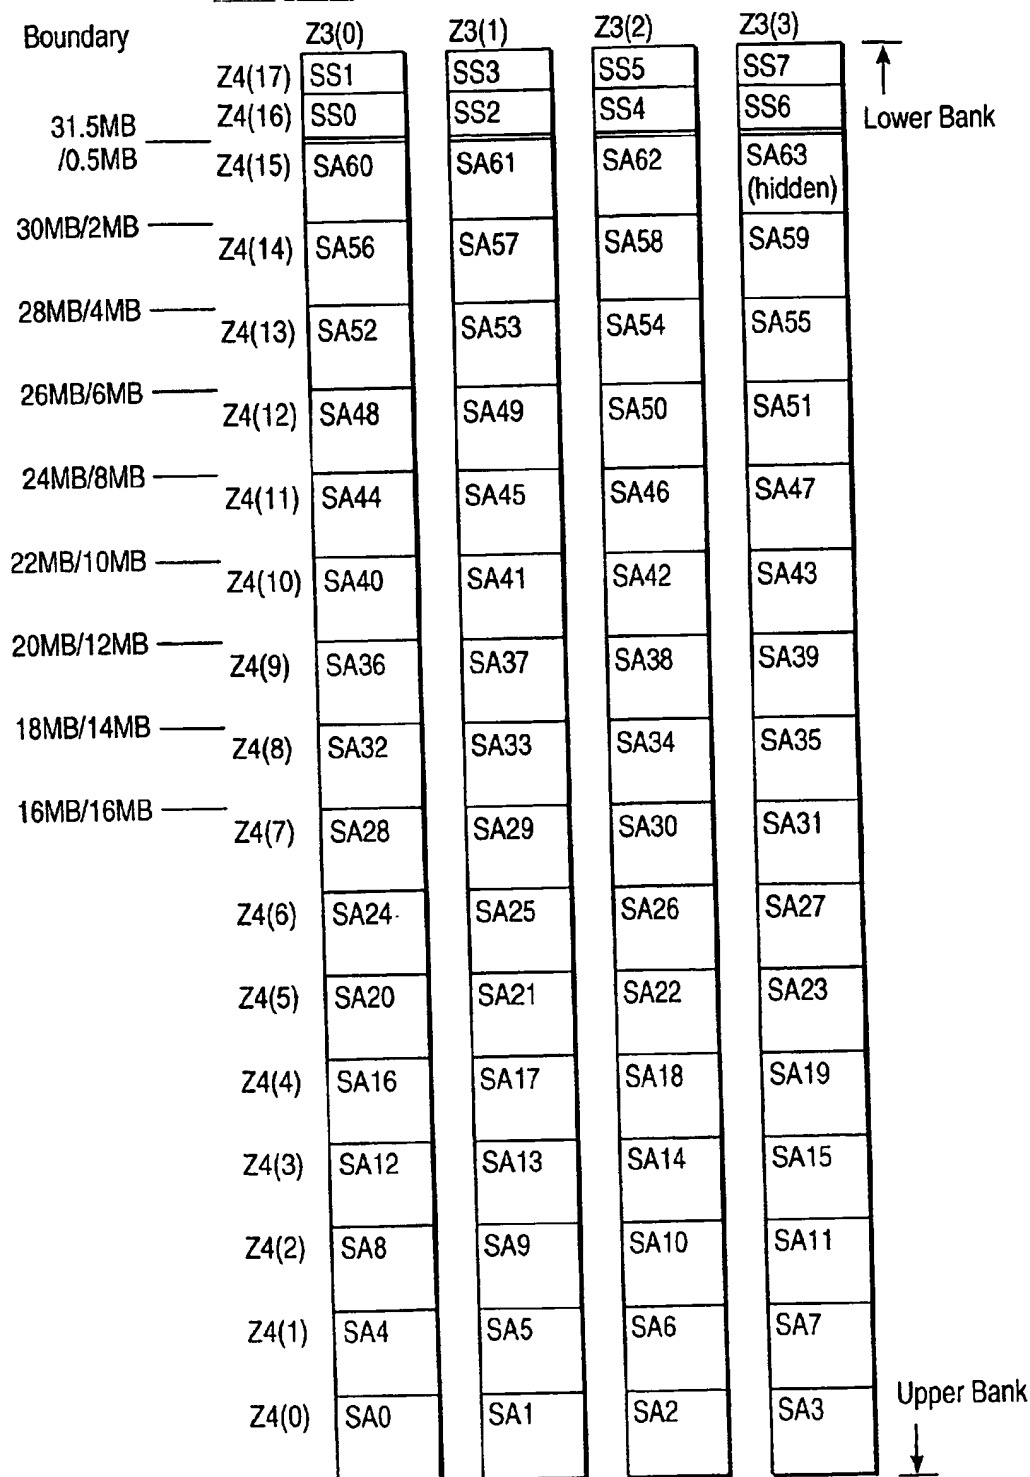 Boundary Z3(0) Z3(1) Z3(2) Z3(3)
Z4(17) SS1 SS3 SS5 SS7
Z4(16) SS0 SS2 SS4 SS6 Lower Bank
31.5MB
/0.5MB
Z4(15) SA60 SA61 SA62 SA63
(hidden)
30MB/2MB
Z4(14) SA56 SA57 SA58 SA59
28MB/4MB
Z4(13) SA52 SA53 SA54 SA55
26MB/6MB
Z4(12) SA48 SA49 SA50 SA51
24MB/8MB
Z4(11) SA44 SA45 SA46 SA47
22MB/10MB
Z4(10) SA40 SA41 SA42 SA43
20MB/12MB
Z4(9) SA36 SA37 SA38 SA39
18MB/14MB
Z4(8) SA32 SA33 SA34 SA35
16MB/16MB
Z4(7) SA28 SA29 SA30 SA31
Z4(6) SA24 SA25 SA26 SA27
Z4(5) SA20 SA21 SA22 SA23
Z4(4) SA16 SA17 SA18 SA19
Z4(3) SA12 SA13 SA14 SA15
Z4(2) SA8 SA9 SA10 SA11
Z4(1) SA4 SA5 SA6 SA7
Z4(0) SA0 SA1 SA2 SA3 Upper Bank